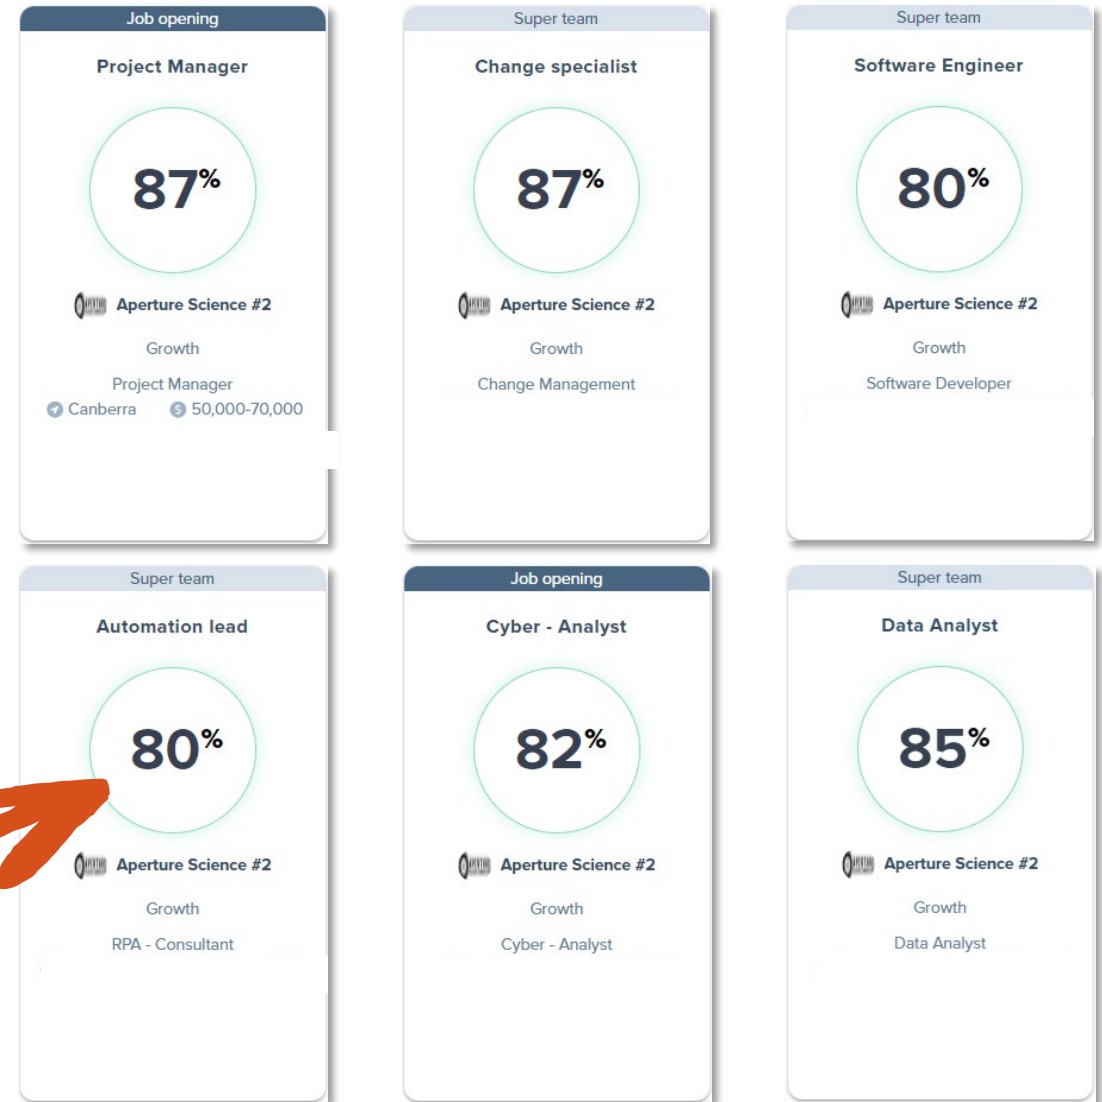 Job opening
Project Manager
87%
Aperture Science #2
Growth
Project Manager
Canberra 50,000-70,000
Super team
Change specialist
87%
Aperture Science #2
Growth
Change Management
Super team
Software Engineer
80%
Aperture Science #2
Growth
Software Developer
Super team
Automation lead
80%
Aperture Science #2
Growth
RPA - Consultant
Job opening
Cyber - Analyst
82%
Aperture Science #2
Growth
Cyber - Analyst
Super team
Data Analyst
85%
Aperture Science #2
Growth
Data Analyst